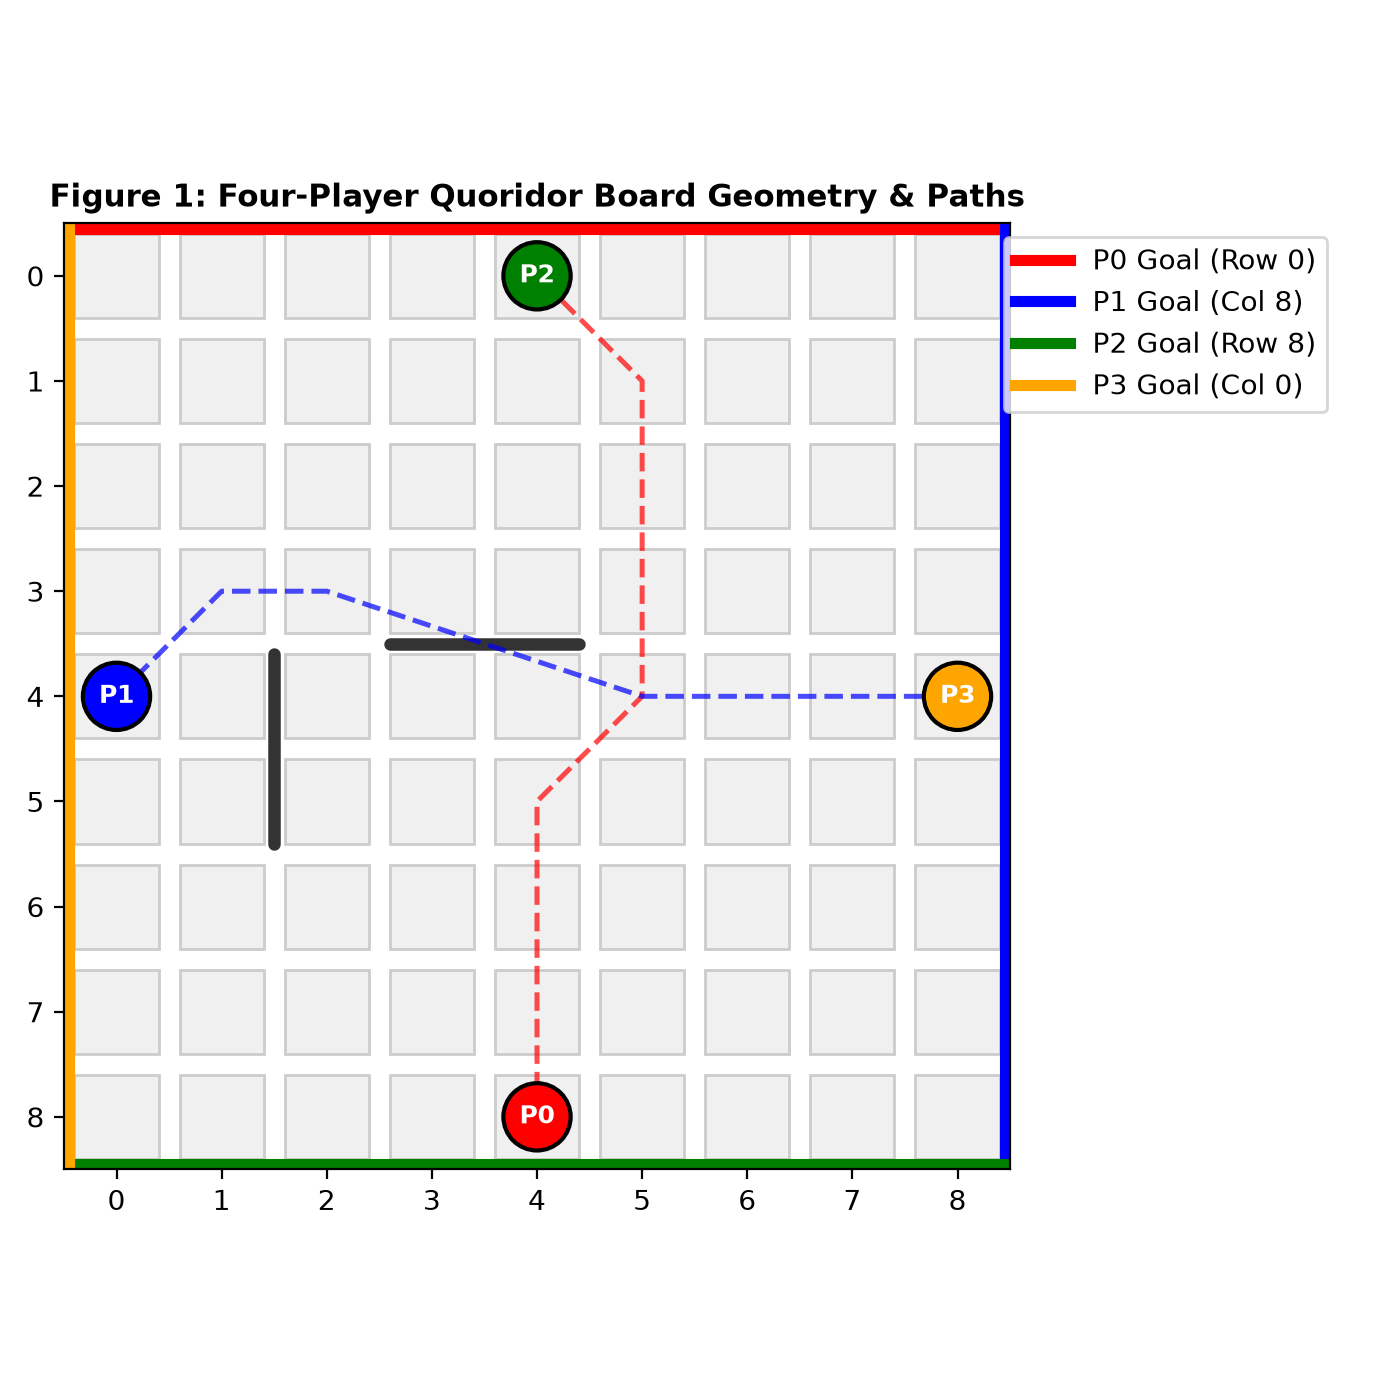 Figure 1: Four-Player Quoridor Board Geometry & Paths
P0 Goal (Row 0)
P1 Goal (Col 8)
P2 Goal (Row 8)
P3 Goal (Col 0)
0
P2
1
2
3
4
P1
P3
5
6
7
8
P0
0 1 2 3 4 5 6 7 8